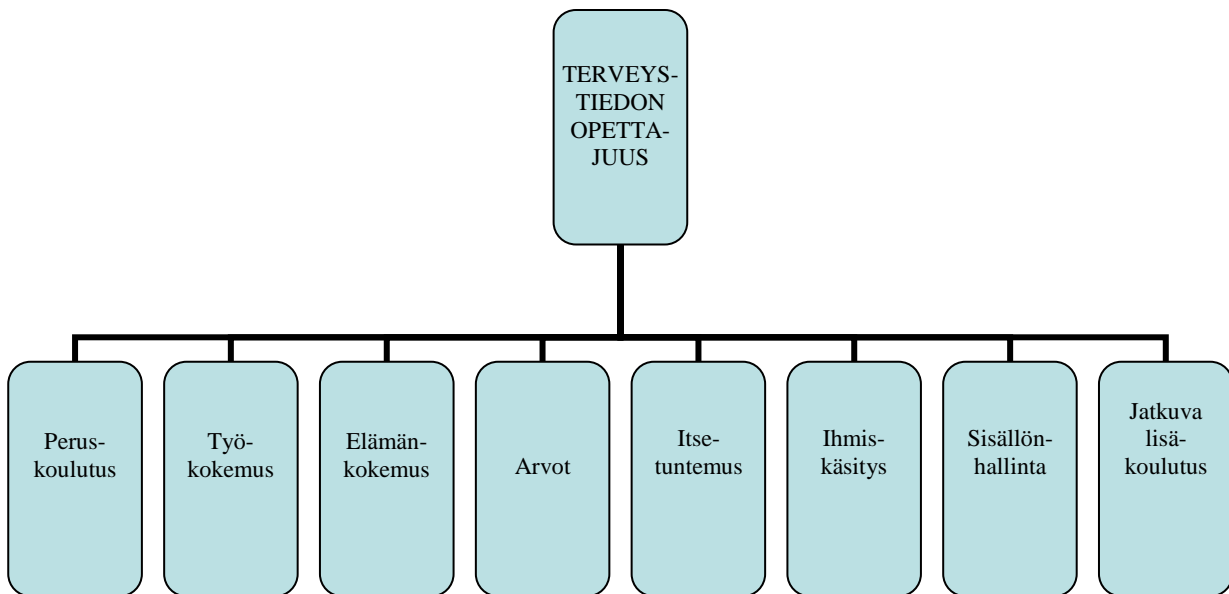 TERVEYS-
TIEDON
OPETTA-
JUUS
Perus-
koulutus
Työ-
kokemus
Elämän-
kokemus
Arvot
Itse-
tuntemus
Ihmis-
käsitys
Sisällön-
hallinta
Jatkuva
lisä-
koulutus